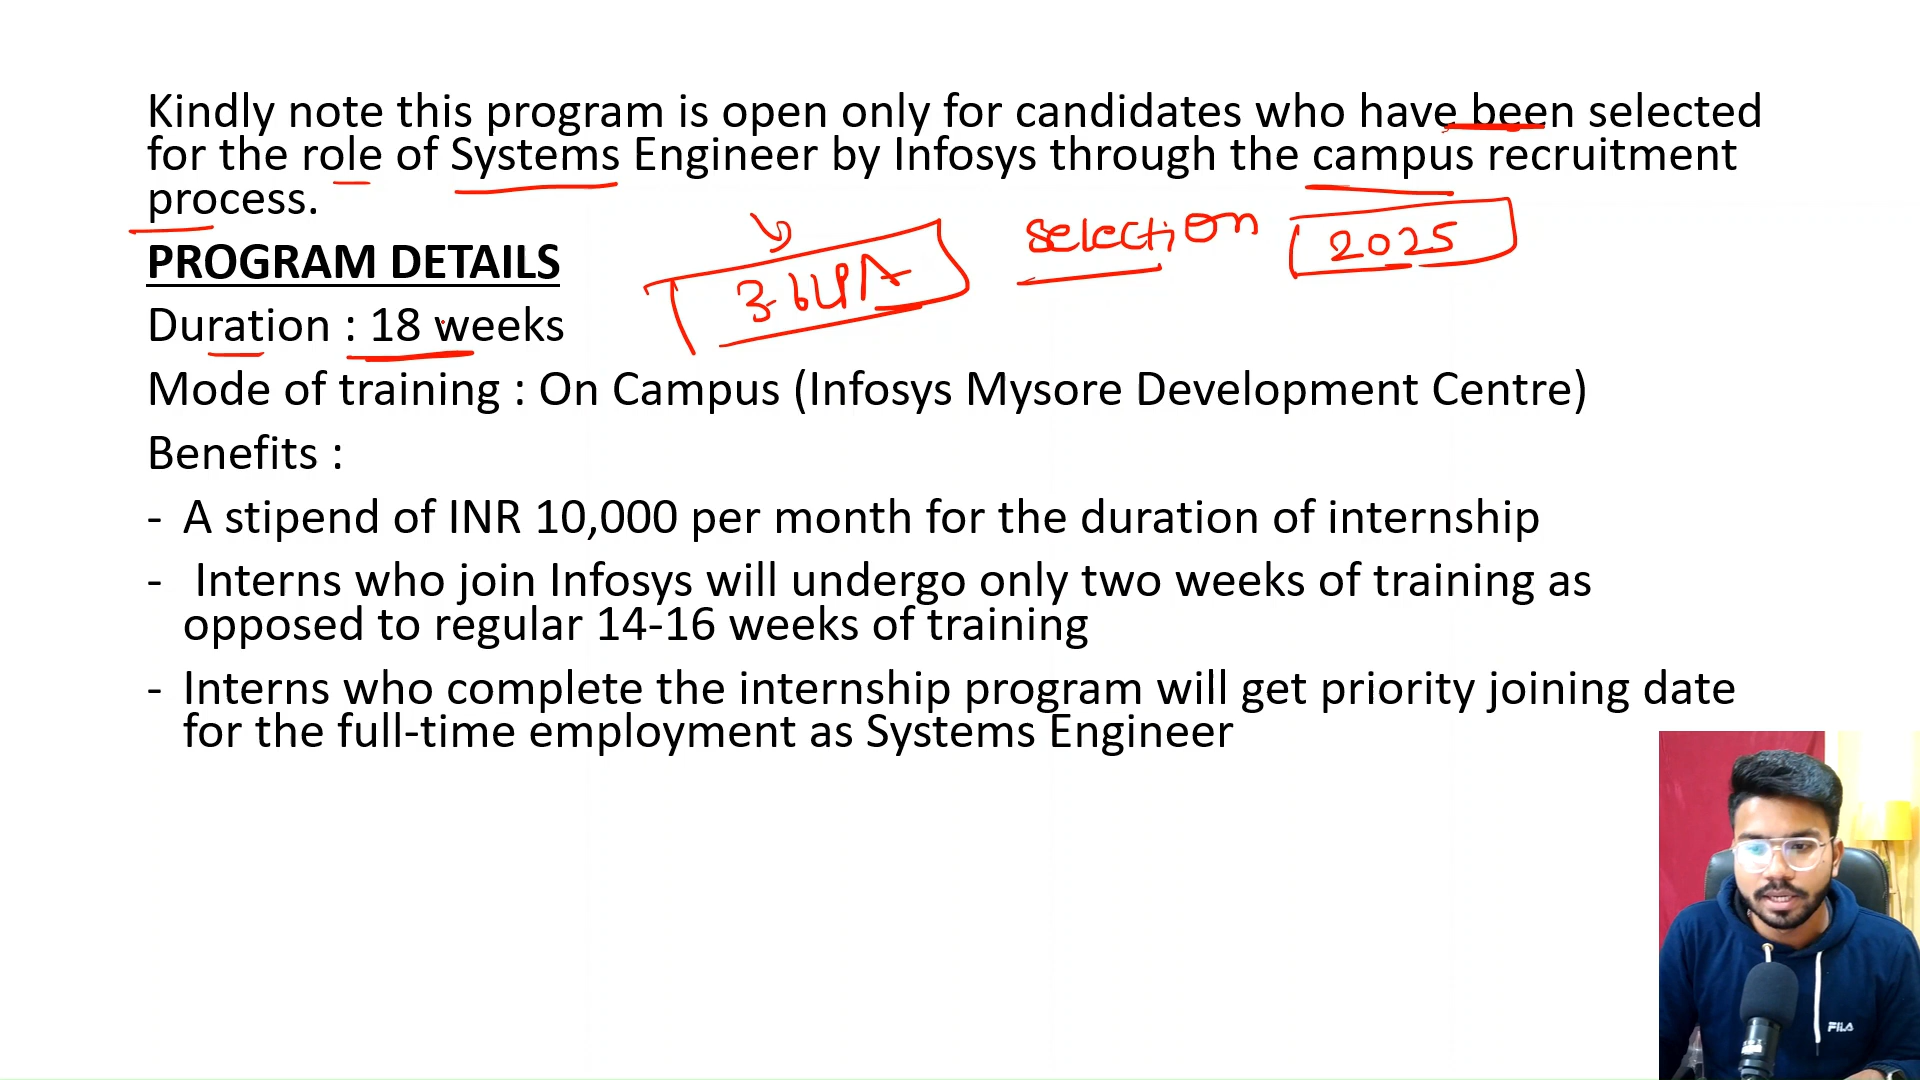 Kindly note this program is open only for candidates who have been selected
for the role of Systems Engineer by Infosys through the campus recruitment
process.
selection 2025
3.6LPA
PROGRAM DETAILS
Duration : 18 weeks
Mode of training : On Campus (Infosys Mysore Development Centre)
Benefits :
- A stipend of INR 10,000 per month for the duration of internship
- Interns who join Infosys will undergo only two weeks of training as
opposed to regular 14-16 weeks of training
- Interns who complete the internship program will get priority joining date
for the full-time employment as Systems Engineer
FILA